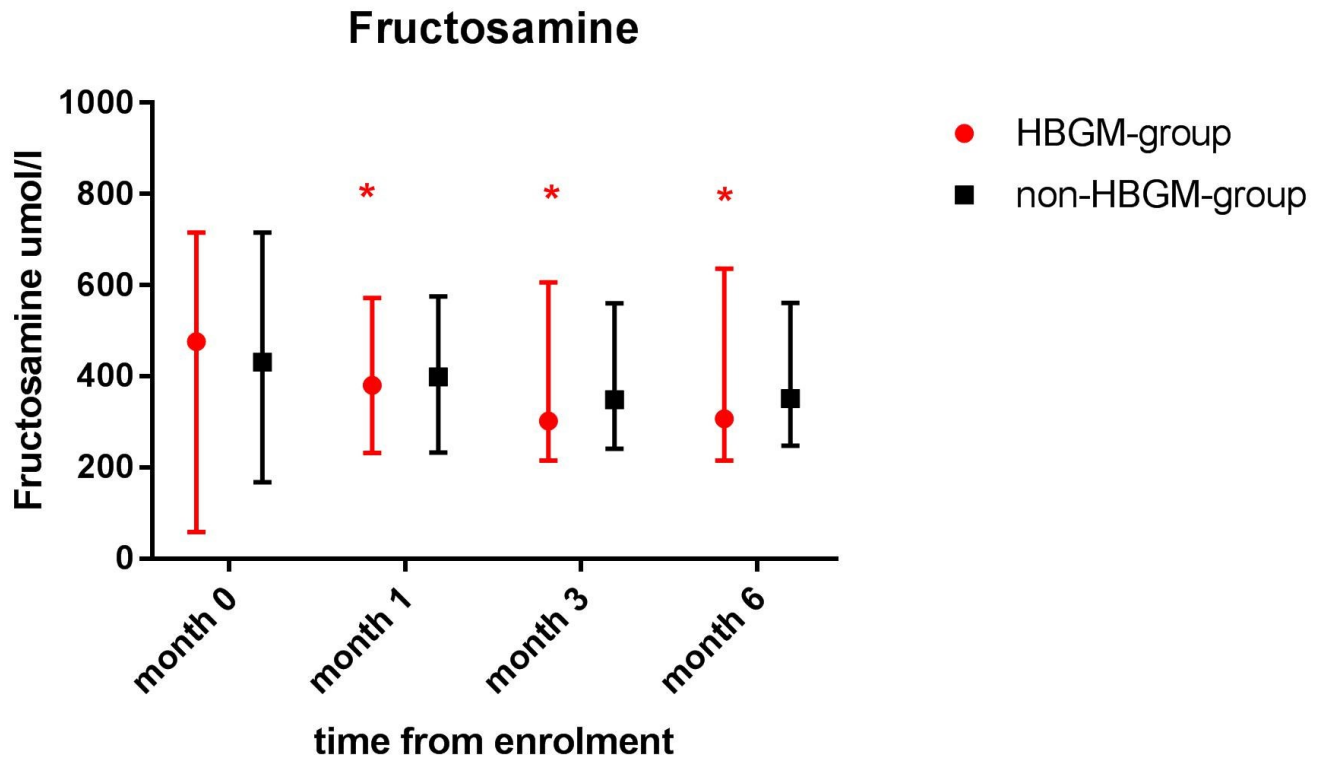 Fructosamine
Fructosamine umol/l
1000
800
600
400
200
0
* * *
month 0 month 1 month 3 month 6
time from enrolment
HBGM-group
non-HBGM-group